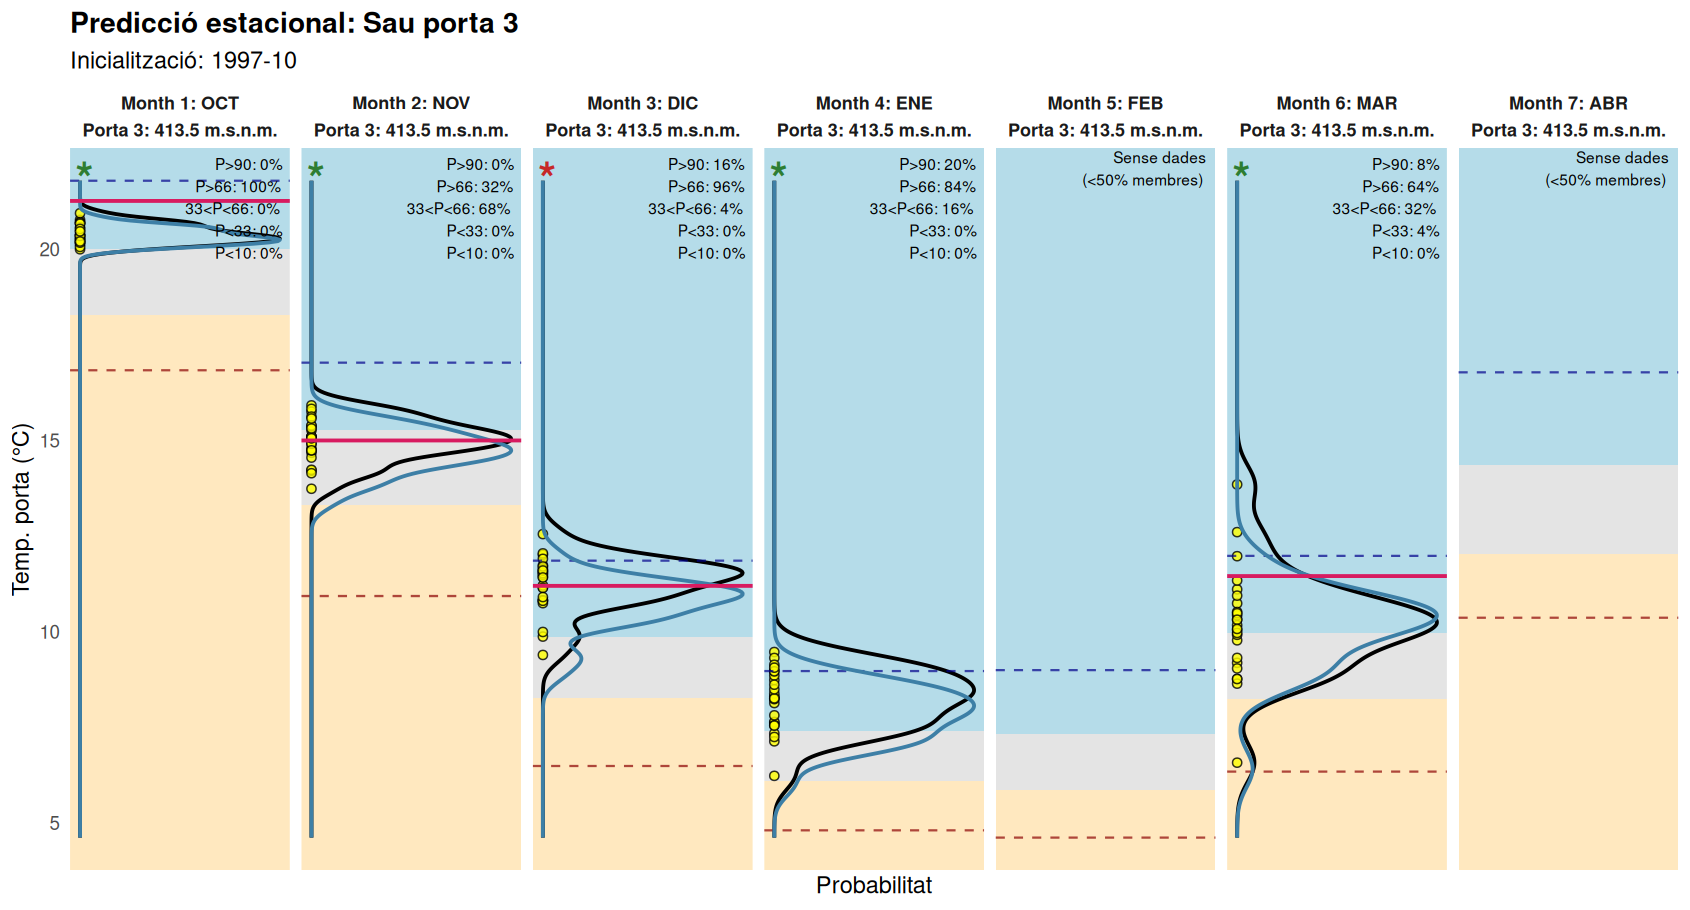 Predicció estacional: Sau porta 3
Inicialització: 1997-10
Month 1: OCT
Porta 3: 413.5 m.s.n.m.
Month 2: NOV
Porta 3: 413.5 m.s.n.m.
Month 3: DIC
Porta 3: 413.5 m.s.n.m.
Month 4: ENE
Porta 3: 413.5 m.s.n.m.
Month 5: FEB
Porta 3: 413.5 m.s.n.m.
Month 6: MAR
Porta 3: 413.5 m.s.n.m.
Month 7: ABR
Porta 3: 413.5 m.s.n.m.
*
P>90: 0%
P>66: 100%
33<P<66: 0%
P<33: 0%
P<10: 0%
*
P>90: 0%
P>66: 32%
33<P<66: 68%
P<33: 0%
P<10: 0%
*
P>90: 16%
P>66: 96%
33<P<66: 4%
P<33: 0%
P<10: 0%
*
P>90: 20%
P>66: 84%
33<P<66: 16%
P<33: 0%
P<10: 0%
Sense dades
(<50% membres)
*
P>90: 8%
P>66: 64%
33<P<66: 32%
P<33: 4%
P<10: 0%
Sense dades
(<50% membres)
20
15
10
5
Temp. porta (°C)
Probabilitat